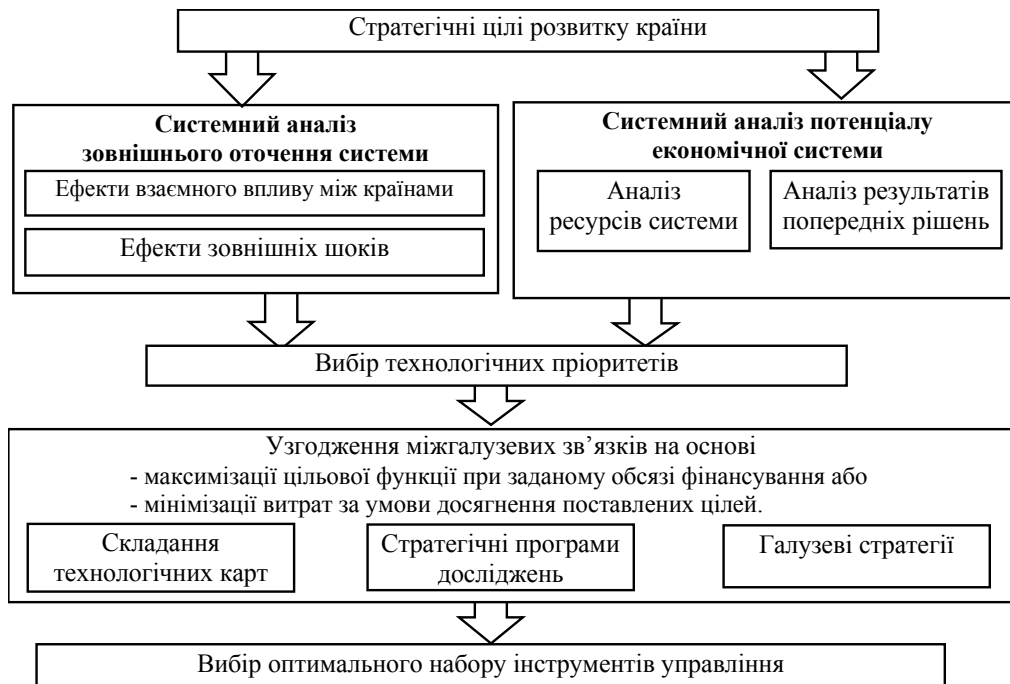 Стратегічні цілі розвитку країни
Системний аналіз
зовнішнього оточення системи
Ефекти взаємного впливу між країнами
Ефекти зовнішніх шоків
Системний аналіз потенціалу
економічної системи
Аналіз
ресурсів системи
Аналіз результатів
попередніх рішень
Вибір технологічних пріоритетів
Узгодження міжгалузевих зв’язків на основі
- максимізації цільової функції при заданому обсязі фінансування або
- мінімізації витрат за умови досягнення поставлених цілей.
Складання
технологічних карт
Стратегічні програми
досліджень
Галузеві стратегії
Вибір оптимального набору інструментів управління